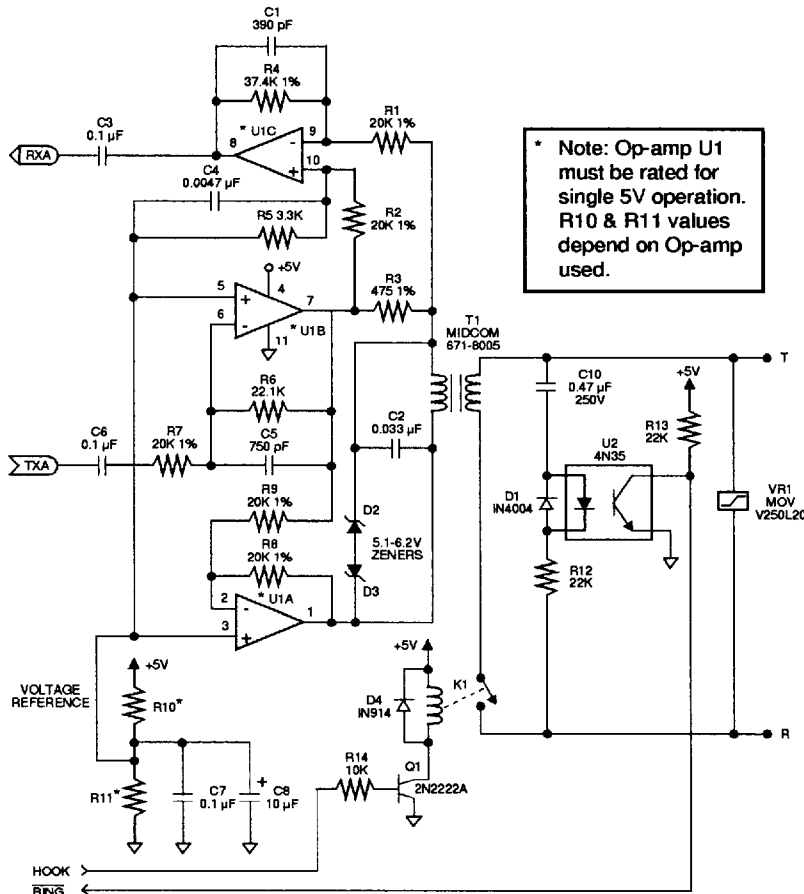 C1
390 pF
R4
37.4K 1%
C3
0.1 µF
* U1C
R1
20K 1%
RXA
8
9
-
10
+
C4
0.0047 µF
R5 3.3K
R2
20K 1%
* Note: Op-amp U1
must be rated for
single 5V operation.
R10 & R11 values
depend on Op-amp
used.
+5V
5
+
4
7
R3
475 1%
6
-
11
* U1B
T1
MIDCOM
671-8005
R6
22.1K
C2
0.033 µF
C10
0.47 µF
250V
+5V
T
R13
22K
U2
4N35
C6
0.1 µF
R7
20K 1%
C5
750 pF
TXA
VR1
MOV
V250L20
D1
IN4004
R9
20K 1%
D2
R8
20K 1%
5.1-6.2V
ZENERS
R12
22K
2
-
* U1A
1
D3
3
+
+5V
VOLTAGE
REFERENCE
+5V
R10*
D4
IN914
K1
R
R14
10K
Q1
2N2222A
R11*
C7
0.1 µF
+
C8
10 µF
HOOK
RING